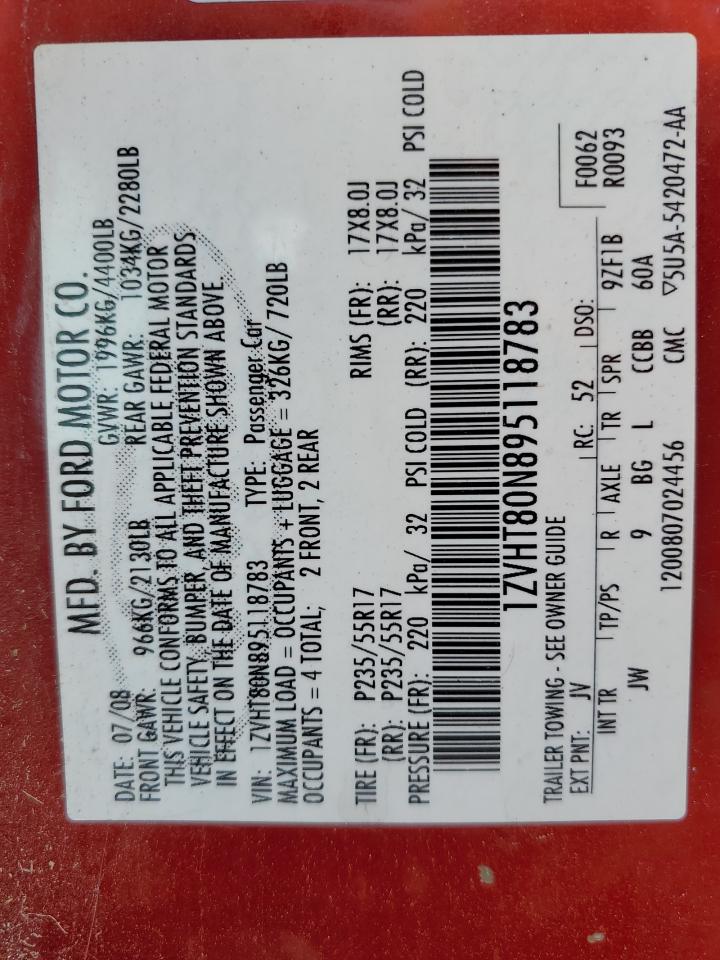 MFD. BY FORD MOTOR CO.
DATE: 07/08 GVWR: 1996KG/4400LB
FRONT GAWR: 966KG/2130LB REAR GAWR: 1034KG/2280LB
THIS VEHICLE CONFORMS TO ALL APPLICABLE FEDERAL MOTOR
VEHICLE SAFETY, BUMPER, AND THEFT PREVENTION STANDARDS
IN EFFECT ON THE DATE OF MANUFACTURE SHOWN ABOVE.
VIN: 1ZVHT80N895118783 TYPE: Passenger Car
MAXIMUM LOAD = OCCUPANTS + LUGGAGE = 326KG/ 720LB
OCCUPANTS = 4 TOTAL; 2 FRONT, 2 REAR
TIRE (FR): P235/55R17 RIMS (FR): 17X8.0J
(RR): P235/55R17 (RR): 17X8.0J
PRESSURE (FR): 220 kPa/ 32 PSI COLD (RR): 220 kPa/ 32 PSI COLD
1ZVHT80N895118783
TRAILER TOWING - SEE OWNER GUIDE
EXT PNT: JV RC: 52 DSO: F0062
INT TR TP/PS R AXLE TR SPR 9ZF1B R0093
JW 9 BG L CCBB 60A
1200807024456 CMC ▽5U5A-5420472-AA